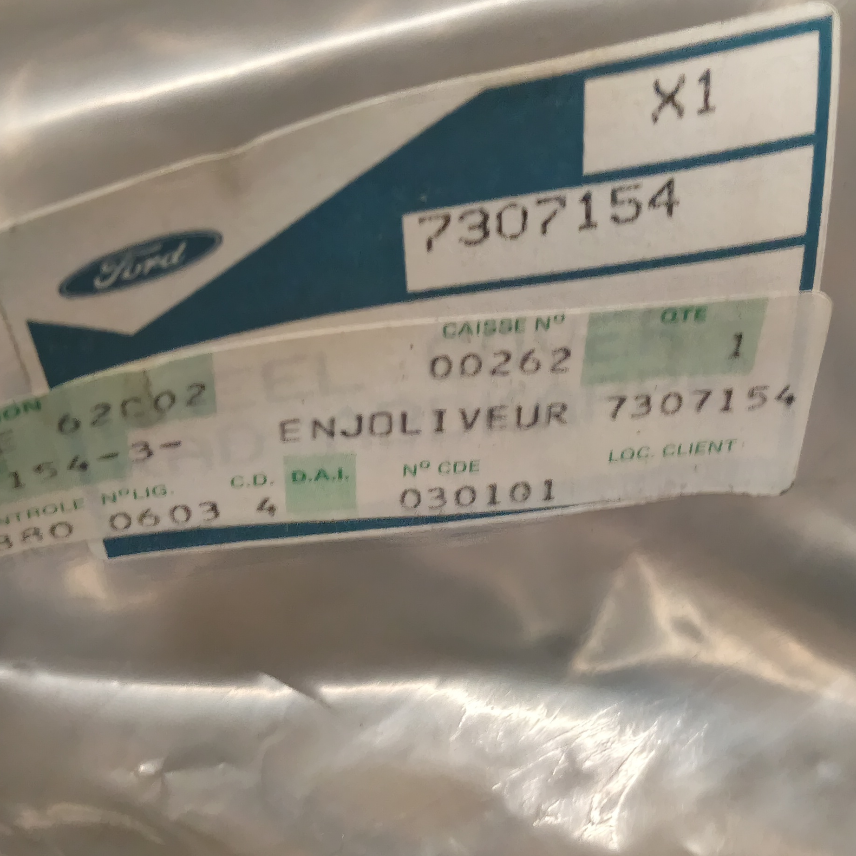 X1
7307154
Ford
CAISSE Nº QTE
62C02 00262 1
154-3- ENJOLIVEUR 7307154
Nº LIG. C.D. D.A.I. Nº CDE LOC. CLIENT
0603 4 030101